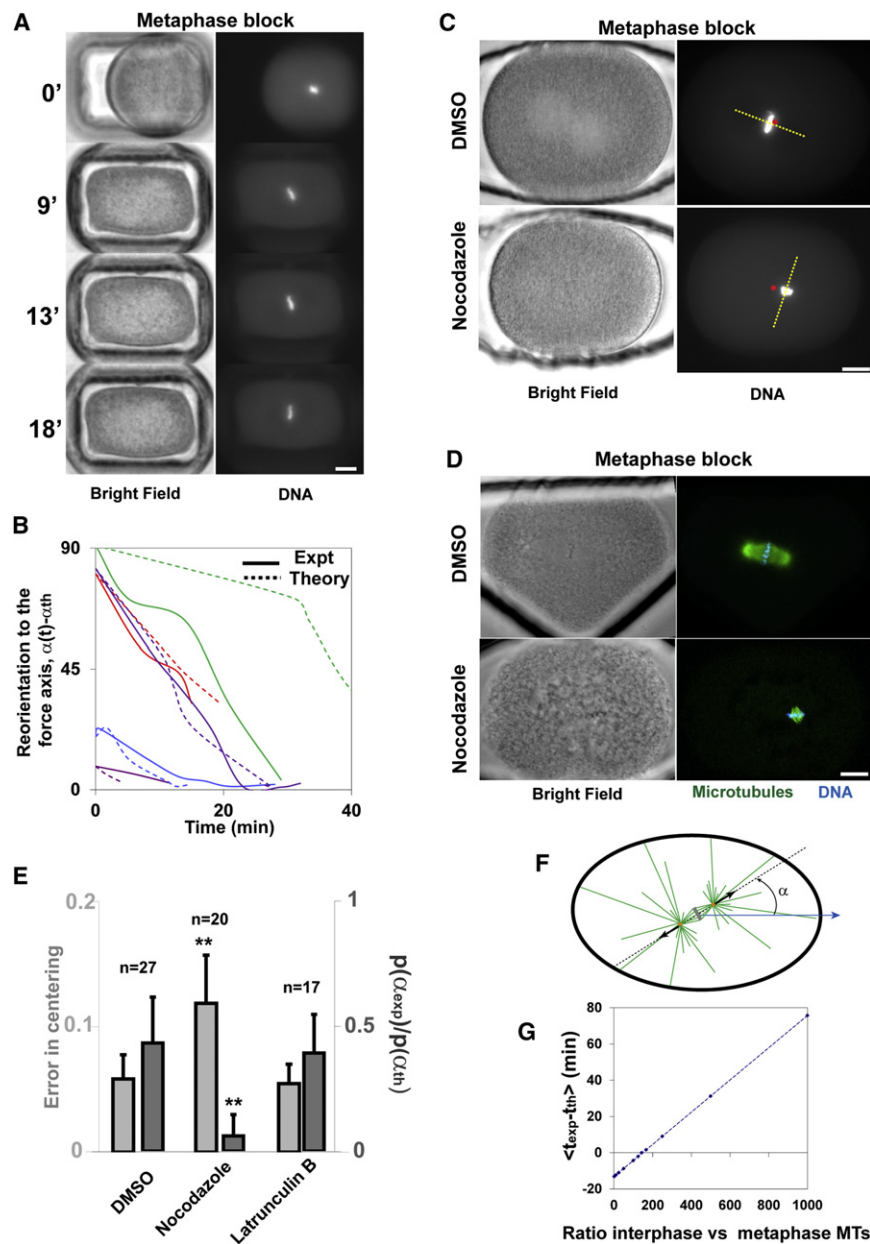 A
Metaphase block
0'
9'
13'
18'
Bright Field
DNA
B
90
45
0
Reorientation to the
force axis, α(t)-αth
Expt
Theory
0
20
40
Time (min)
C
Metaphase block
DMSO
Nocodazole
Bright Field
DNA
D
Metaphase block
DMSO
Nocodazole
Bright Field
Microtubules
DNA
E
0.2
0.1
0
Error in centering
1
0.5
0
p(αexp)/p(αth)
n=27
n=20
n=17
**
**
DMSO
Nocodazole
Latrunculin B
F
α
G
80
60
40
20
0
-20
<texp-tth> (min)
0
200
400
600
800
1000
Ratio interphase vs metaphase MTs